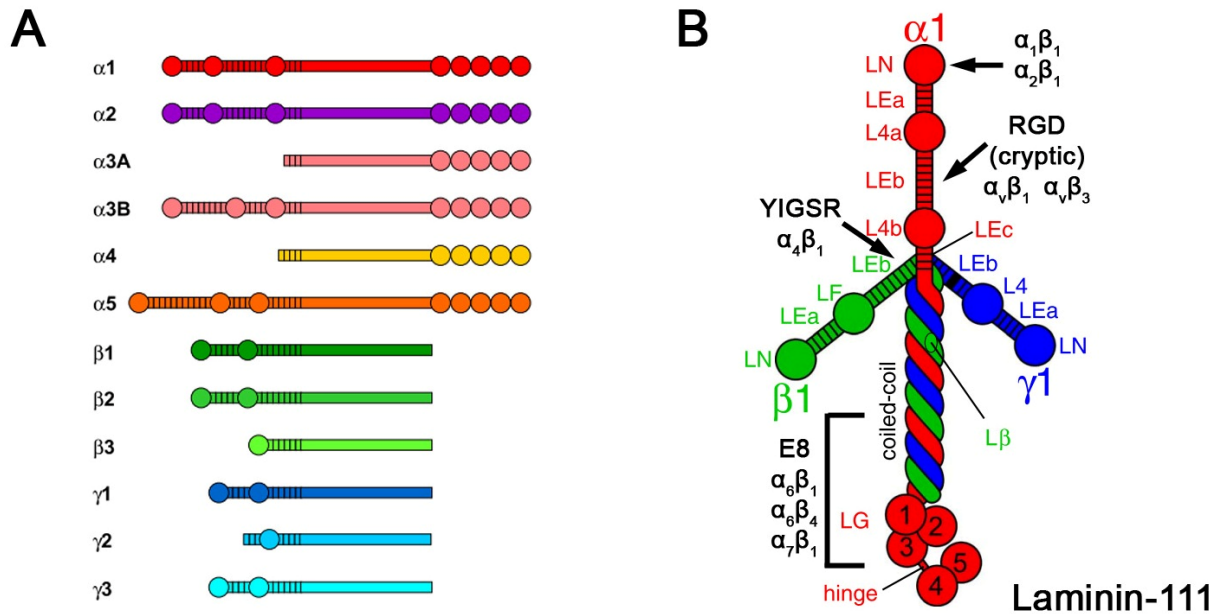 A
α1
α2
α3A
α3B
α4
α5
β1
β2
β3
γ1
γ2
γ3
B
α1
LN
α₁β₁
α₂β₁
LEa
L4a
RGD
(cryptic)
αᵥβ₁ αᵥβ₃
LEb
YIGSR
α₄β₁
L4b
LEc
LEb
LEb
LF
L4
LEa
LEa
LN
LN
β1
γ1
coiled-coil
Lβ
E8
α₆β₁
α₆β₄
α₇β₁
LG
1
2
3
5
4
hinge
Laminin-111